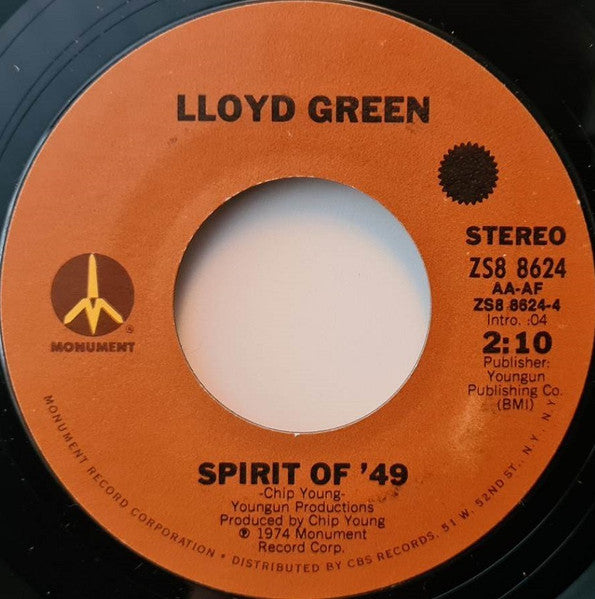 LLOYD GREEN
STEREO
ZS8 8624
AA-AF
ZS8 8624-4
Intro. :04
2:10
Publisher:
Youngun
Publishing Co.
(BMI)
®
MONUMENT
SPIRIT OF '49
-Chip Young-
Youngun Productions
Produced by Chip Young
℗ 1974 Monument
Record Corp.
MONUMENT RECORD CORPORATION • DISTRIBUTED BY CBS RECORDS, 51 W. 52ND ST., N.Y. N.Y.